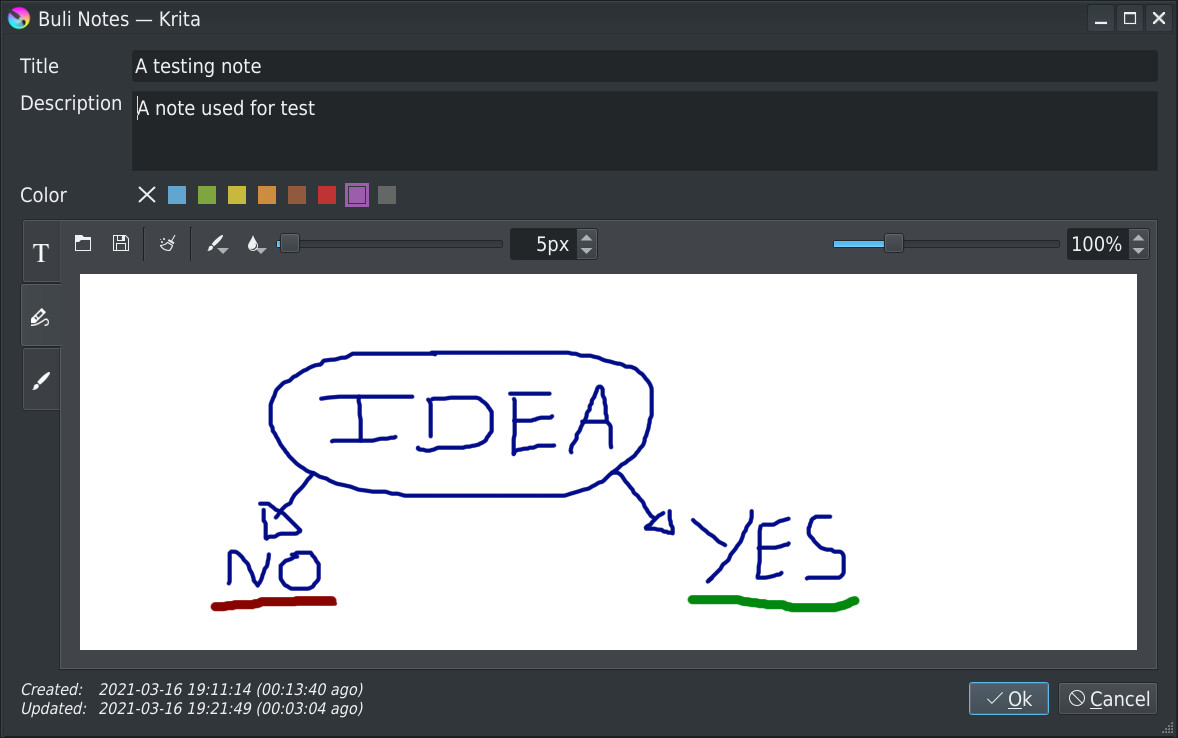 Buli Notes — Krita
Title A testing note
Description A note used for test
Color
T
5px 100%
IDEA
NO YES
Created: 2021-03-16 19:11:14 (00:13:40 ago)
Updated: 2021-03-16 19:21:49 (00:03:04 ago)
Ok Cancel